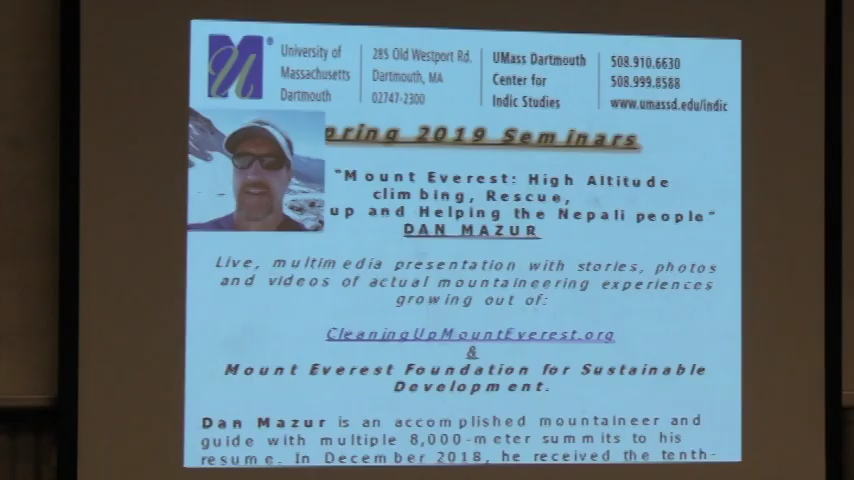 University of
Massachusetts
Dartmouth
285 Old Westport Rd.
Dartmouth, MA
02747-2300
UMass Dartmouth
Center for
Indic Studies
508.910.6630
508.999.8588
www.umassd.edu/indic
pring 2019 Seminars
"Mount Everest: High Altitude
climbing, Rescue,
up and Helping the Nepali people"
DAN MAZUR
Live, multimedia presentation with stories, photos
and videos of actual mountaineering experiences
growing out of:
CleaningUpMountEverest.org
&
Mount Everest Foundation for Sustainable
Development.
Dan Mazur is an accomplished mountaineer and
guide with multiple 8,000-meter summits to his
resume. In December 2018, he received the tenth-